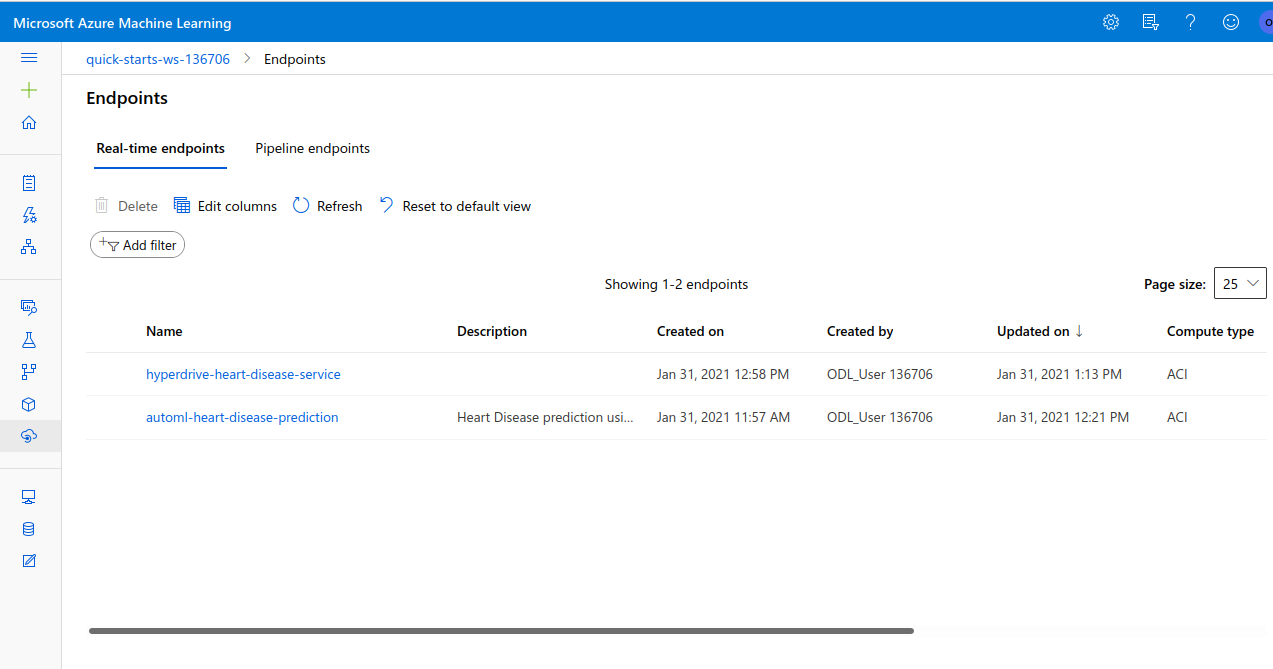 Microsoft Azure Machine Learning
quick-starts-ws-136706 > Endpoints
Endpoints
Real-time endpoints Pipeline endpoints
Delete Edit columns Refresh Reset to default view
Add filter
Showing 1-2 endpoints Page size: 25
Name Description Created on Created by Updated on ↓ Compute type
hyperdrive-heart-disease-service Jan 31, 2021 12:58 PM ODL_User 136706 Jan 31, 2021 1:13 PM ACI
automl-heart-disease-prediction Heart Disease prediction usi... Jan 31, 2021 11:57 AM ODL_User 136706 Jan 31, 2021 12:21 PM ACI